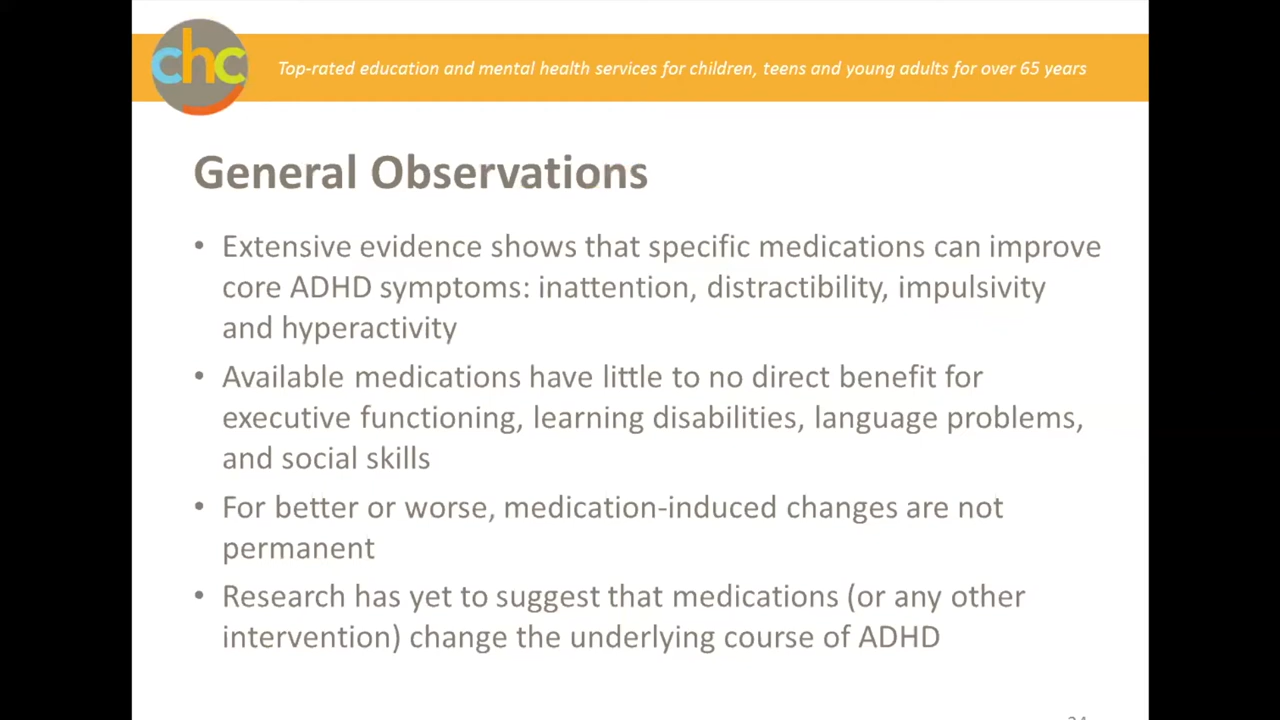 chc
Top-rated education and mental health services for children, teens and young adults for over 65 years
General Observations
• Extensive evidence shows that specific medications can improve
core ADHD symptoms: inattention, distractibility, impulsivity
and hyperactivity
• Available medications have little to no direct benefit for
executive functioning, learning disabilities, language problems,
and social skills
• For better or worse, medication-induced changes are not
permanent
• Research has yet to suggest that medications (or any other
intervention) change the underlying course of ADHD